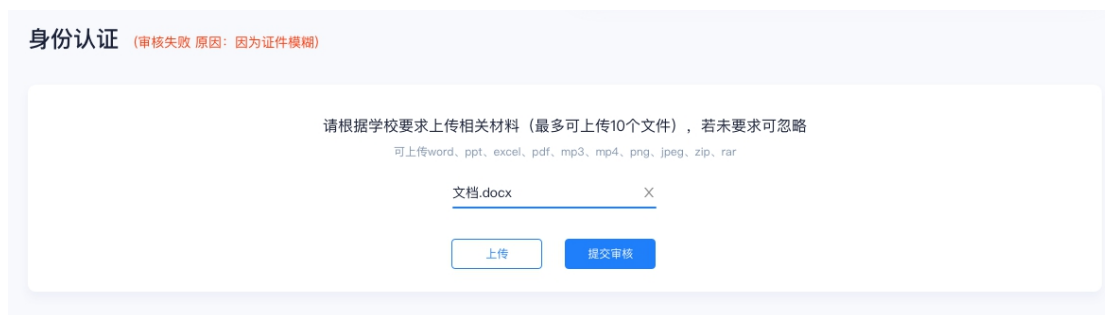 身份认证 (审核失败 原因：因为证件模糊)
请根据学校要求上传相关材料（最多可上传10个文件），若未要求可忽略
可上传word、ppt、excel、pdf、mp3、mp4、png、jpeg、zip、rar
文档.docx
上传 提交审核